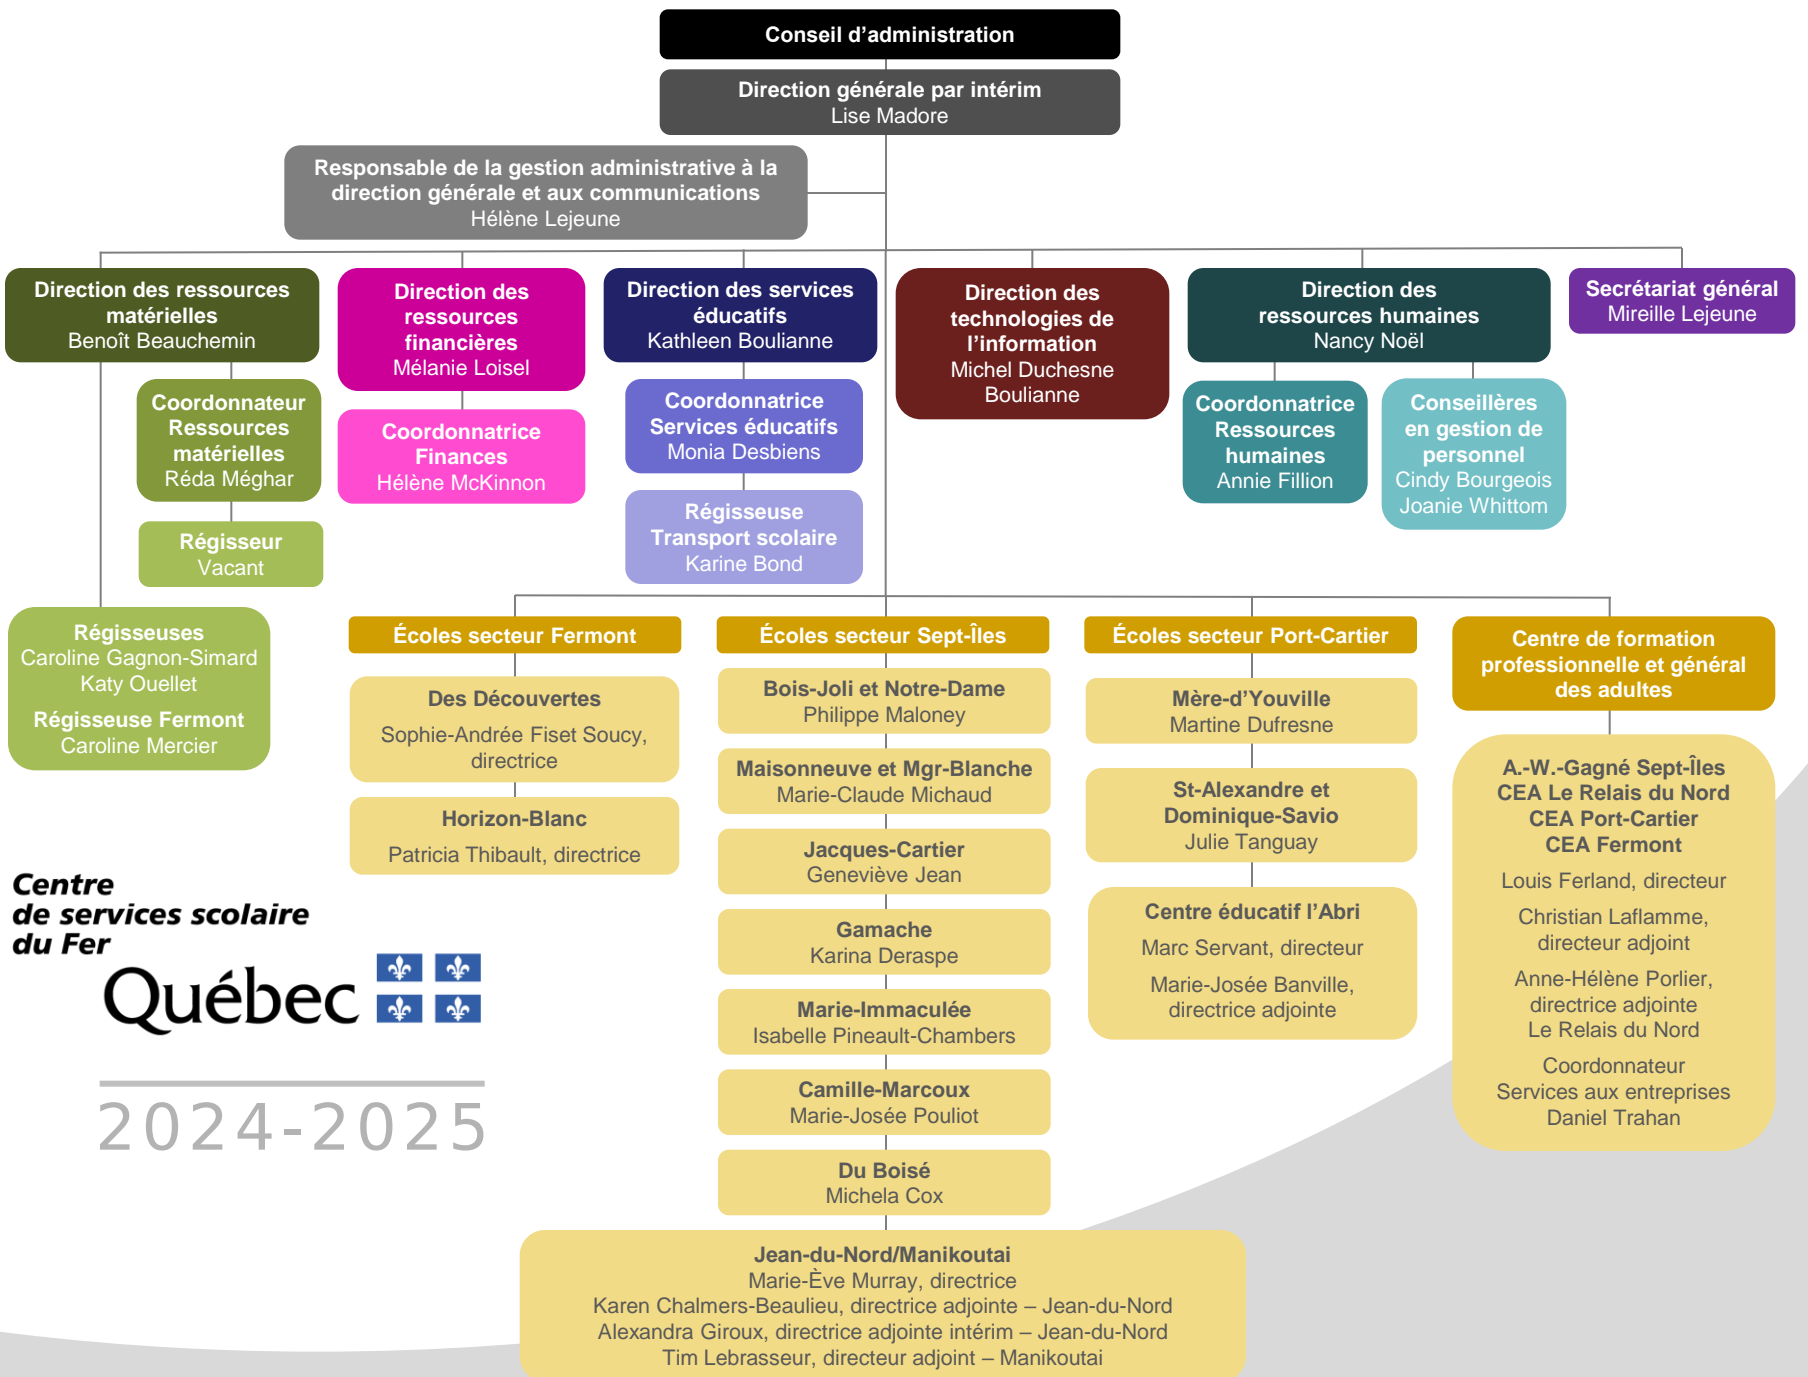 Conseil d’administration
Direction générale par intérim
Lise Madore
Responsable de la gestion administrative à la
direction générale et aux communications
Hélène Lejeune
Direction des ressources
matérielles
Benoît Beauchemin
Coordonnateur
Ressources
matérielles
Réda Méghar
Régisseur
Vacant
Régisseuses
Caroline Gagnon-Simard
Katy Ouellet
Régisseuse Fermont
Caroline Mercier
Direction des
ressources
financières
Mélanie Loisel
Coordonnatrice
Finances
Hélène McKinnon
Direction des services
éducatifs
Kathleen Boulianne
Coordonnatrice
Services éducatifs
Monia Desbiens
Régisseuse
Transport scolaire
Karine Bond
Direction des
technologies de
l’information
Michel Duchesne
Boulianne
Direction des
ressources humaines
Nancy Noël
Coordonnatrice
Ressources
humaines
Annie Fillion
Conseillères
en gestion de
personnel
Cindy Bourgeois
Joanie Whittom
Secrétariat général
Mireille Lejeune
Écoles secteur Fermont
Des Découvertes
Sophie-Andrée Fiset Soucy,
directrice
Horizon-Blanc
Patricia Thibault, directrice
Écoles secteur Sept-Îles
Bois-Joli et Notre-Dame
Philippe Maloney
Maisonneuve et Mgr-Blanche
Marie-Claude Michaud
Jacques-Cartier
Geneviève Jean
Gamache
Karina Deraspe
Marie-Immaculée
Isabelle Pineault-Chambers
Camille-Marcoux
Marie-Josée Pouliot
Du Boisé
Michela Cox
Jean-du-Nord/Manikoutai
Marie-Ève Murray, directrice
Karen Chalmers-Beaulieu, directrice adjointe – Jean-du-Nord
Alexandra Giroux, directrice adjointe intérim – Jean-du-Nord
Tim Lebrasseur, directeur adjoint – Manikoutai
Écoles secteur Port-Cartier
Mère-d’Youville
Martine Dufresne
St-Alexandre et
Dominique-Savio
Julie Tanguay
Centre éducatif l’Abri
Marc Servant, directeur
Marie-Josée Banville,
directrice adjointe
Centre de formation
professionnelle et général
des adultes
A.-W.-Gagné Sept-Îles
CEA Le Relais du Nord
CEA Port-Cartier
CEA Fermont
Louis Ferland, directeur
Christian Laflamme,
directeur adjoint
Anne-Hélène Porlier,
directrice adjointe
Le Relais du Nord
Coordonnateur
Services aux entreprises
Daniel Trahan
Centre
de services scolaire
du Fer
Québec
2024-2025